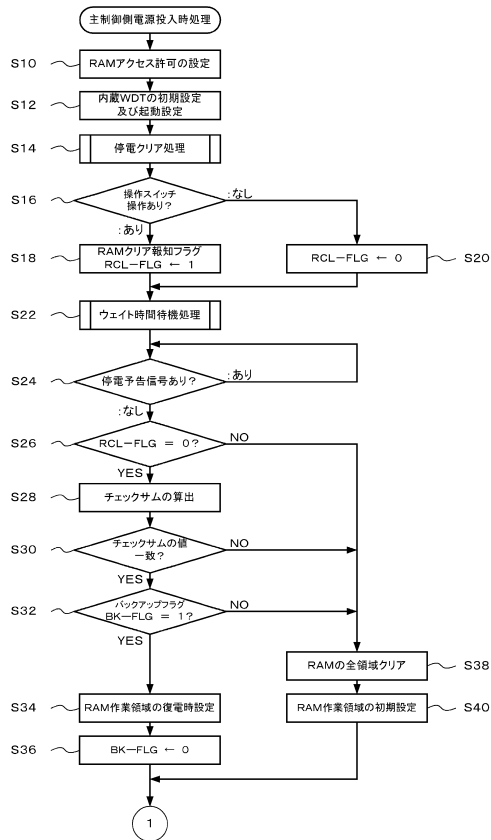 主制御側電源投入時処理
S10
RAMアクセス許可の設定
S12
内蔵WDTの初期設定
及び起動設定
S14
停電クリア処理
S16
操作スイッチ
操作あり?
:なし
:あり
S18
RAMクリア報知フラグ
RCL-FLG ← 1
RCL-FLG ← 0
S20
S22
ウェイト時間待機処理
S24
停電予告信号あり?
:あり
:なし
S26
RCL-FLG = 0?
NO
YES
S28
チェックサムの算出
S30
チェックサムの値
一致?
NO
YES
S32
バックアップフラグ
BK-FLG = 1?
NO
YES
RAMの全領域クリア
S38
S34
RAM作業領域の復電時設定
RAM作業領域の初期設定
S40
S36
BK-FLG ← 0
1